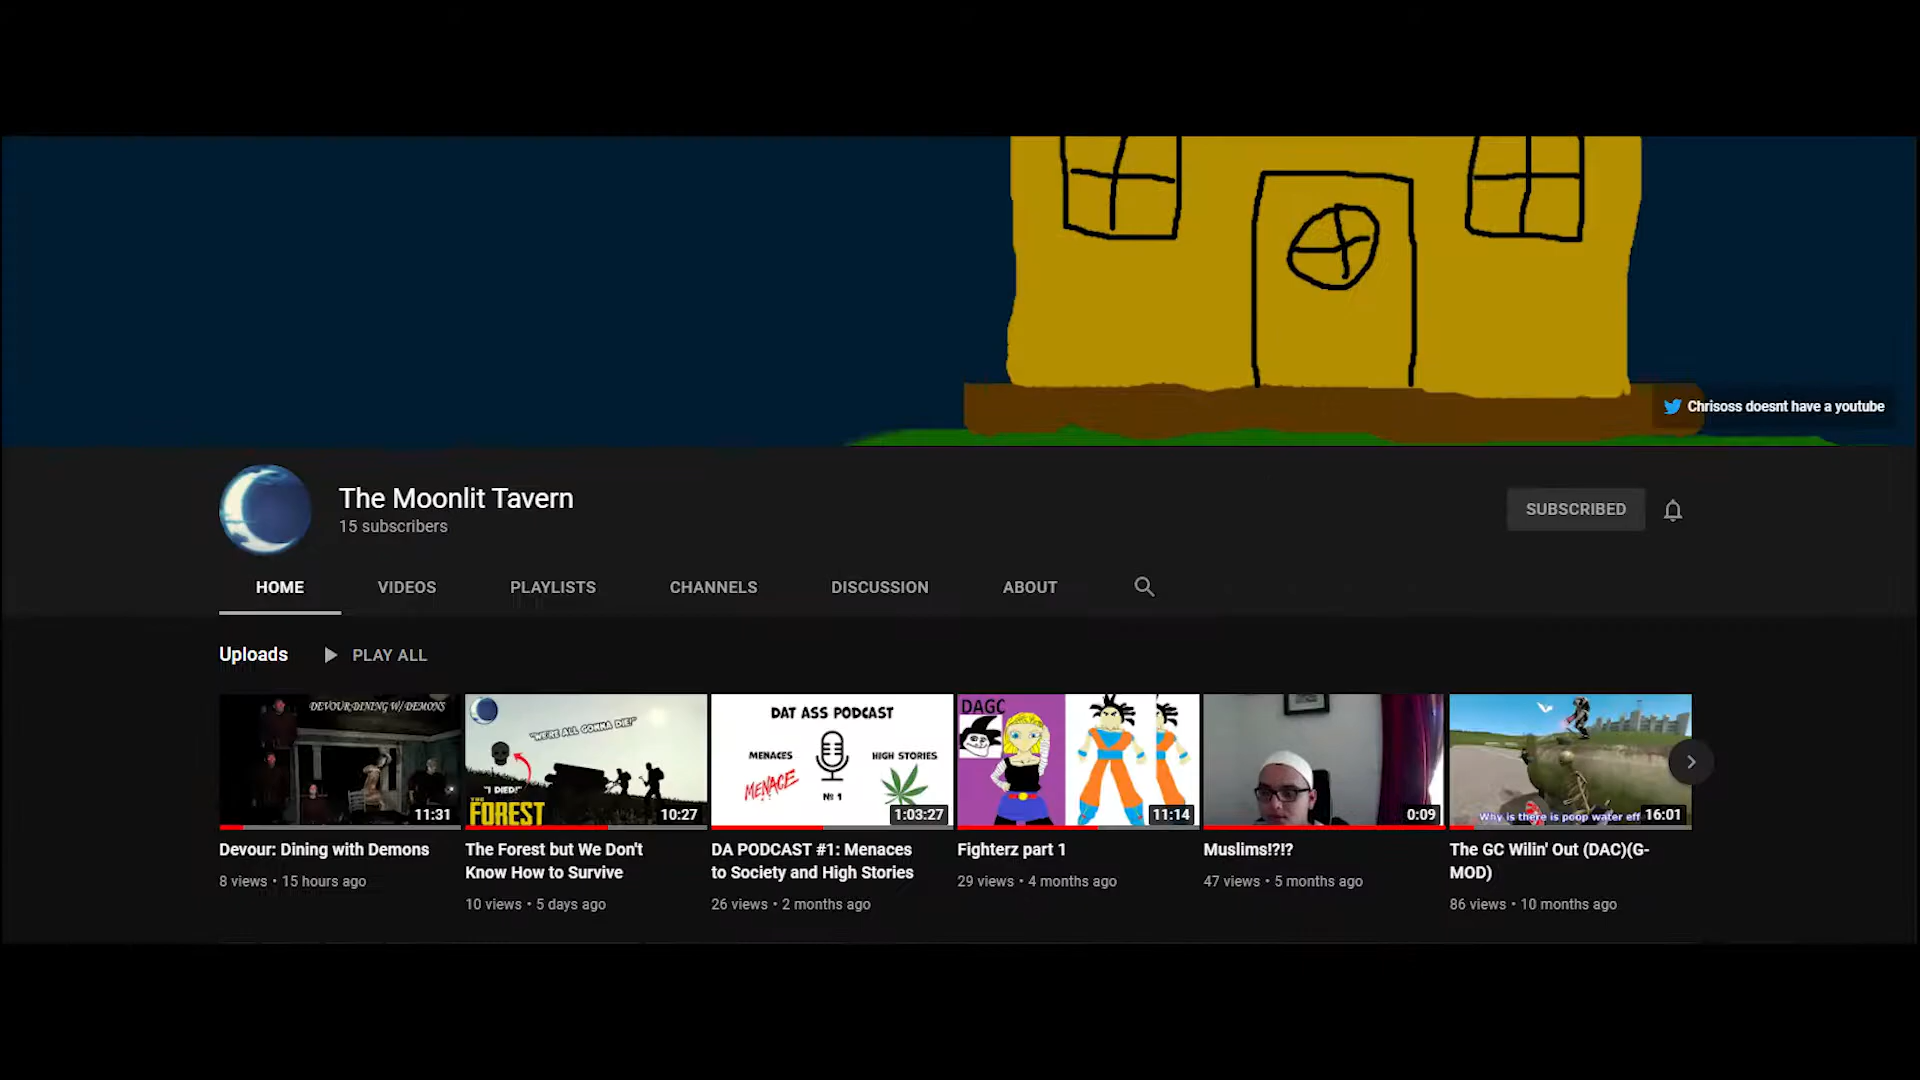 Chrisoss doesnt have a youtube
The Moonlit Tavern
15 subscribers
SUBSCRIBED
HOME VIDEOS PLAYLISTS CHANNELS DISCUSSION ABOUT
Uploads PLAY ALL
DEVOUR:DINING W/ DEMONS
11:31
"WE'RE ALL GONNA DIE!"
"I DIED!"
THE
FOREST
10:27
DAT ASS PODCAST
MENACES
HIGH STORIES
MENACE
№ 1
1:03:27
DAGC
11:14
0:09
Why is there is poop water eff
16:01
Devour: Dining with Demons
8 views • 15 hours ago
The Forest but We Don't
Know How to Survive
10 views • 5 days ago
DA PODCAST #1: Menaces
to Society and High Stories
26 views • 2 months ago
Fighterz part 1
29 views • 4 months ago
Muslims!?!?
47 views • 5 months ago
The GC Wilin' Out (DAC)(G-
MOD)
86 views • 10 months ago